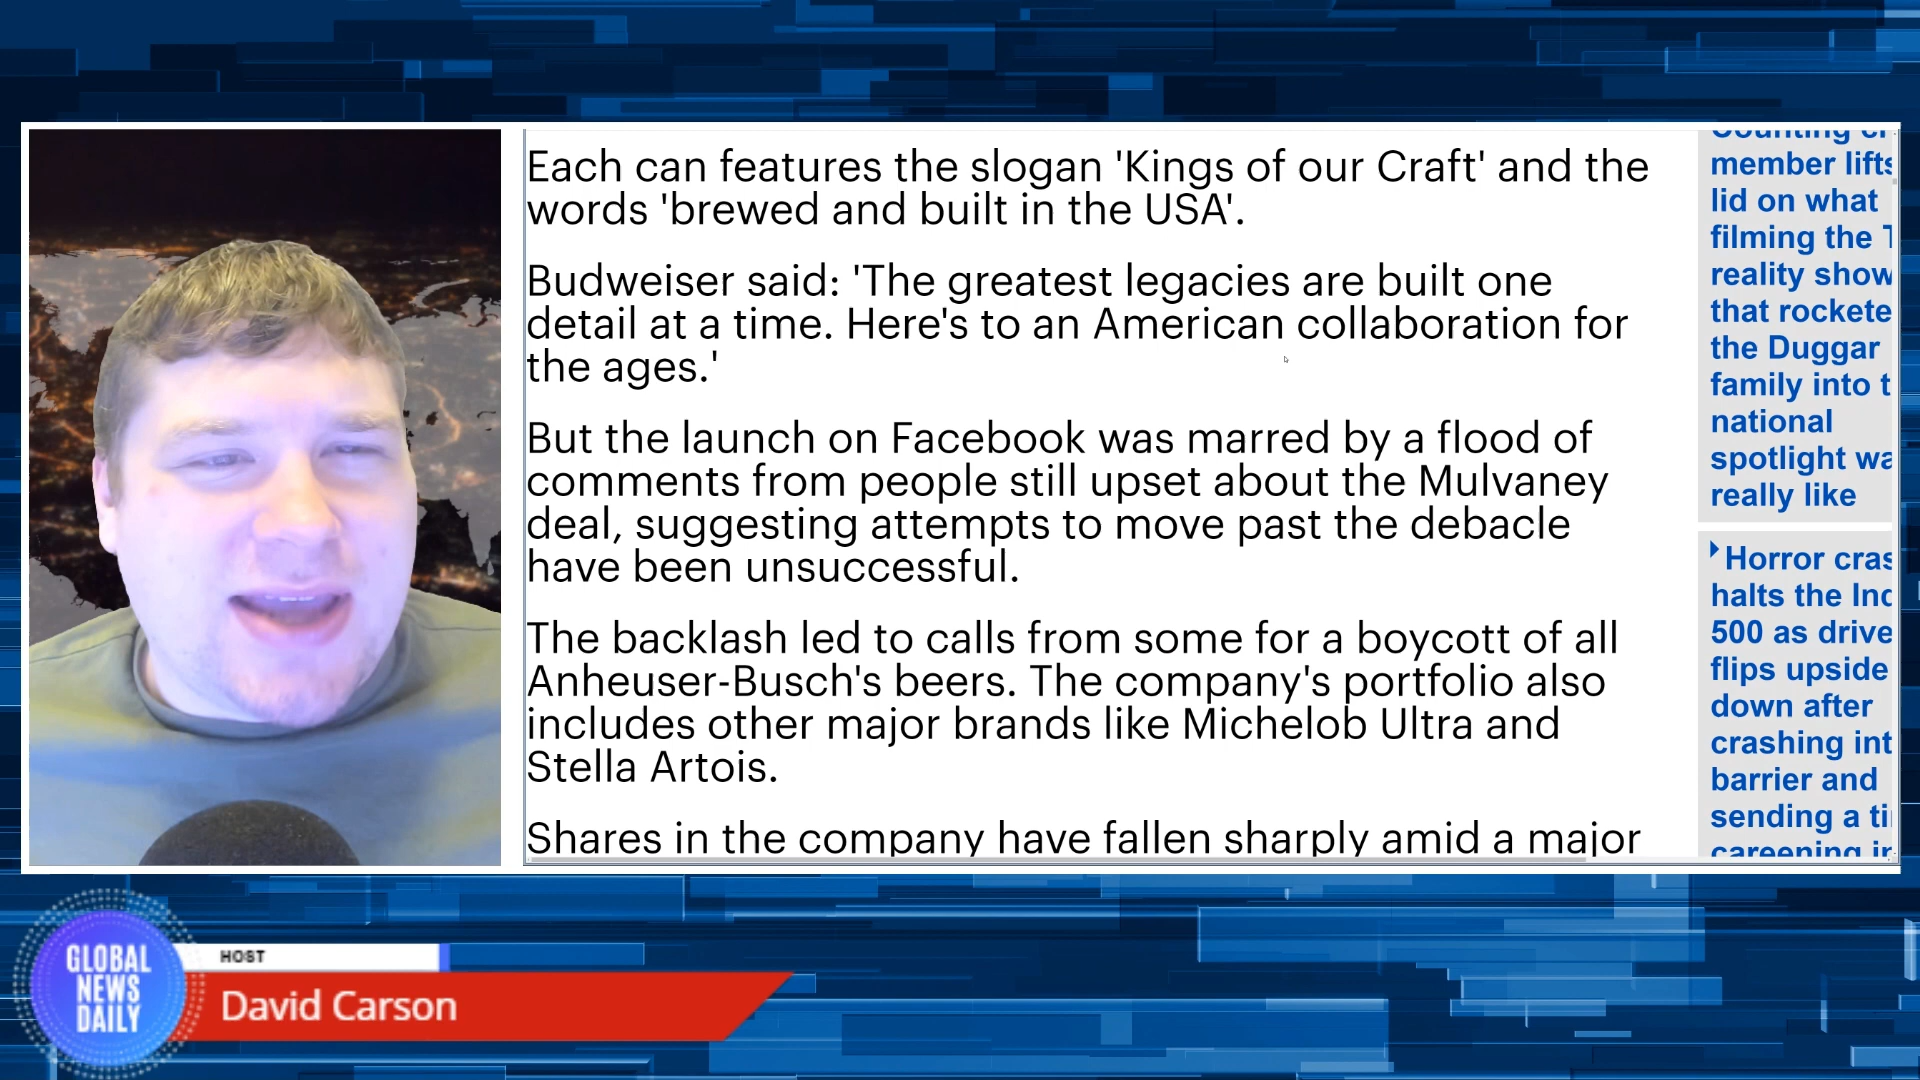 Each can features the slogan 'Kings of our Craft' and the
words 'brewed and built in the USA'.
Budweiser said: 'The greatest legacies are built one
detail at a time. Here's to an American collaboration for
the ages.'
But the launch on Facebook was marred by a flood of
comments from people still upset about the Mulvaney
deal, suggesting attempts to move past the debacle
have been unsuccessful.
The backlash led to calls from some for a boycott of all
Anheuser-Busch's beers. The company's portfolio also
includes other major brands like Michelob Ultra and
Stella Artois.
Shares in the company have fallen sharply amid a major
Counting
member lifts
lid on what
filming the
reality show
that rockete
the Duggar
family into t
national
spotlight wa
really like
Horror cras
halts the Ind
500 as drive
flips upside
down after
crashing int
barrier and
sending a ti
careening in
GLOBAL
NEWS
DAILY
HOST
David Carson